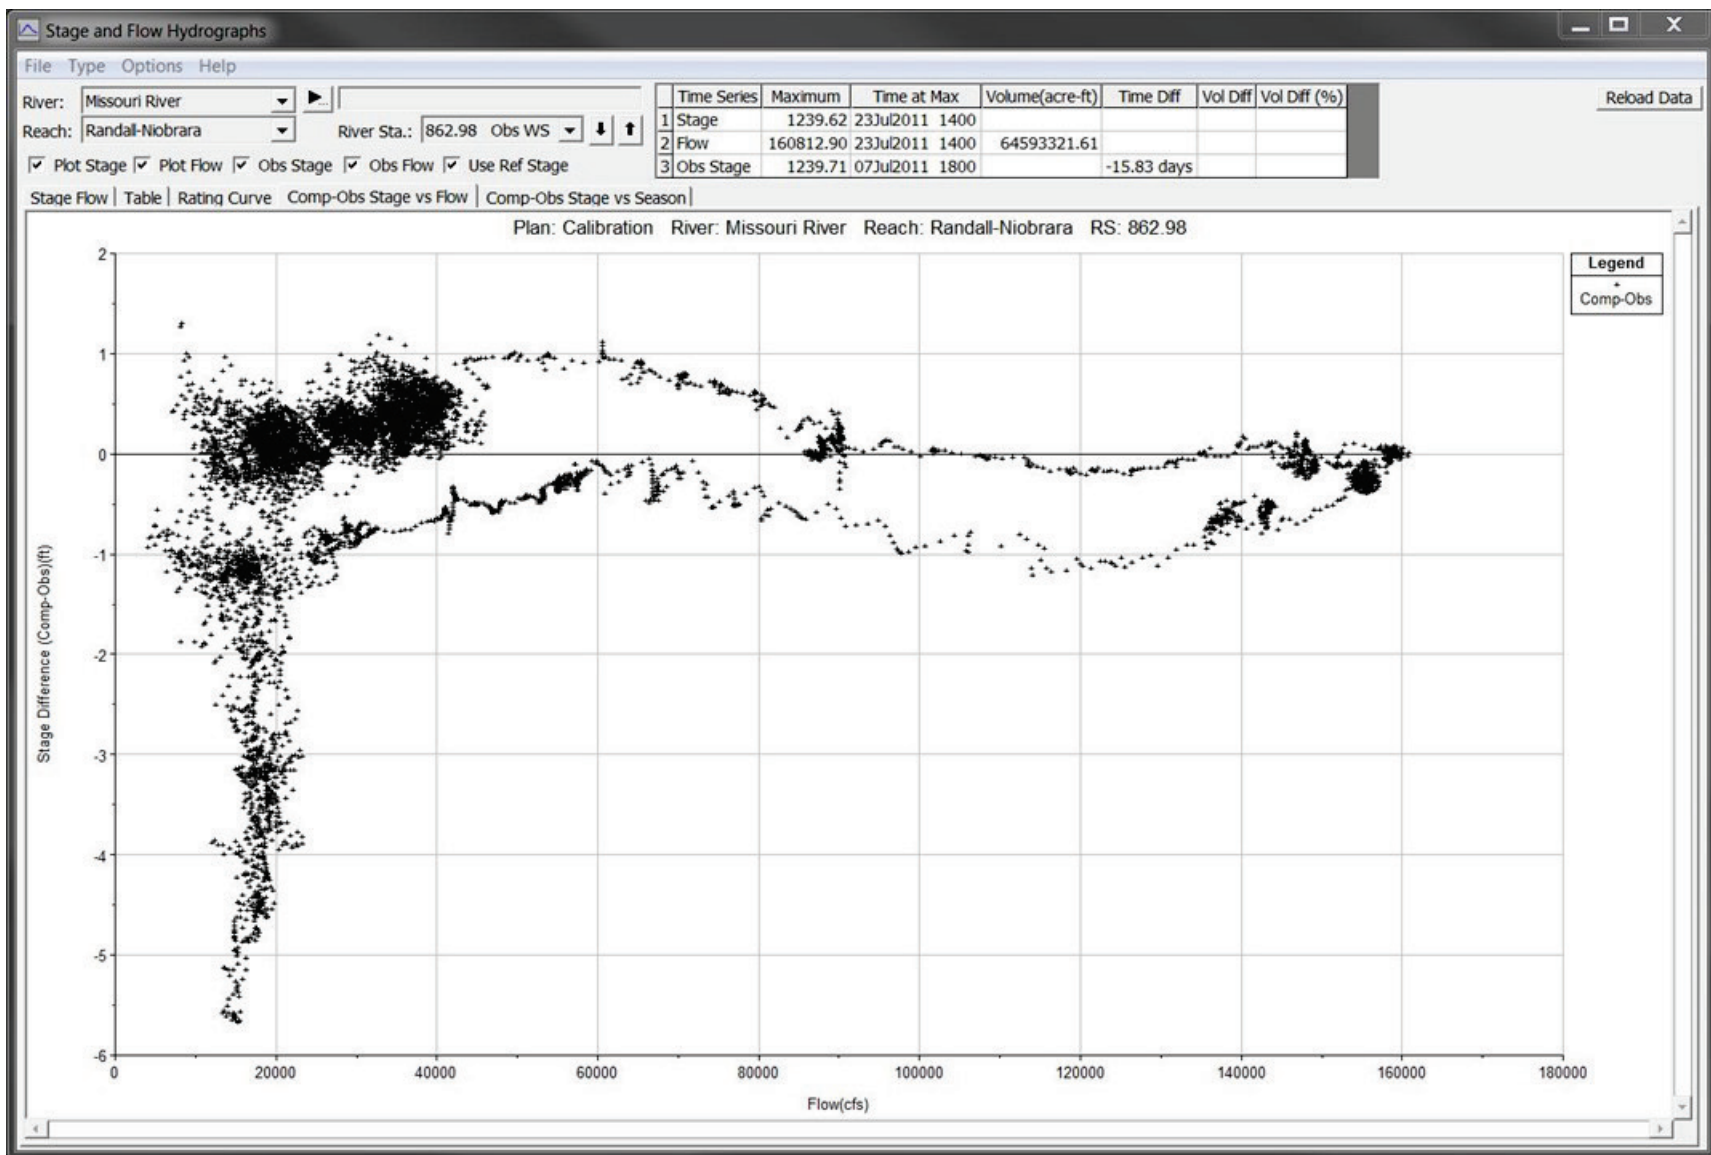 Stage and Flow Hydrographs
File Type Options Help
River: Missouri River
Reach: Randall-Niobrara River Sta.: 862.98 Obs WS
Plot Stage Plot Flow Obs Stage Obs Flow Use Ref Stage
Time Series Maximum Time at Max Volume(acre-ft) Time Diff Vol Diff Vol Diff (%)
1 Stage 1239.62 23Jul2011 1400
2 Flow 160812.90 23Jul2011 1400 64593321.61
3 Obs Stage 1239.71 07Jul2011 1800 -15.83 days
Reload Data
Stage Flow Table Rating Curve Comp-Obs Stage vs Flow Comp-Obs Stage vs Season
Plan: Calibration River: Missouri River Reach: Randall-Niobrara RS: 862.98
Legend
Comp-Obs
Stage Difference (Comp-Obs)(ft)
2
1
0
-1
-2
-3
-4
-5
-6
0 20000 40000 60000 80000 100000 120000 140000 160000 180000
Flow(cfs)